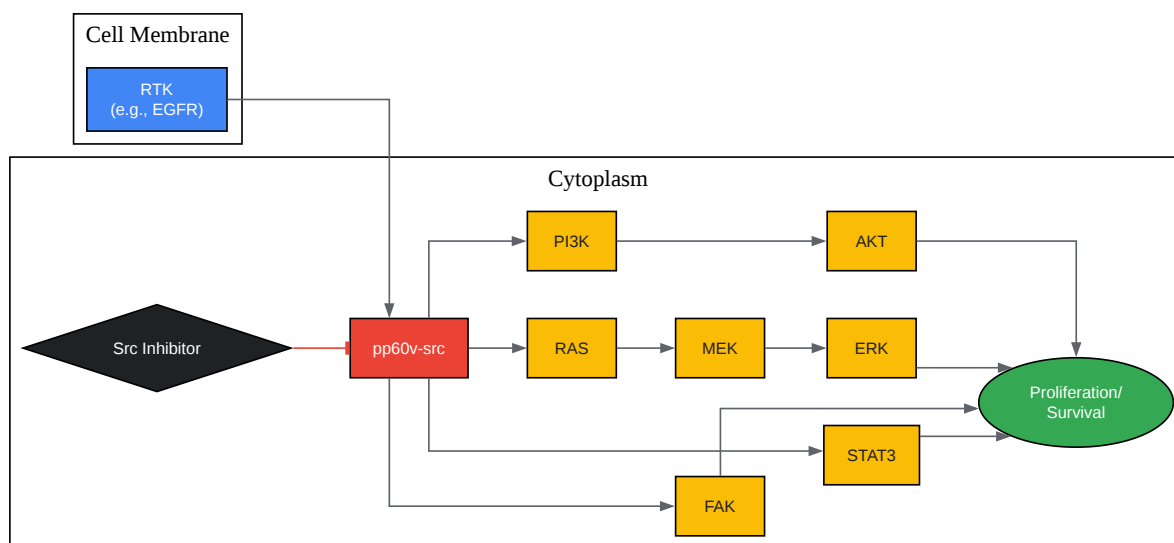 Cell Membrane
RTK
(e.g., EGFR)
Cytoplasm
PI3K
AKT
Src Inhibitor
pp60v-src
RAS
MEK
ERK
Proliferation/
Survival
STAT3
FAK